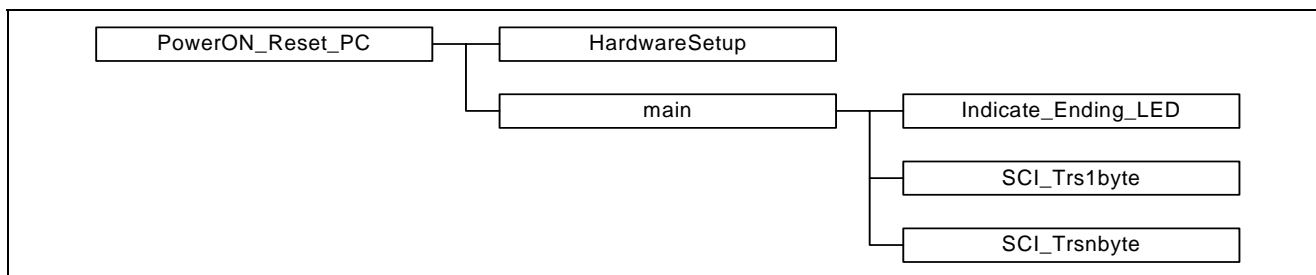 PowerON_Reset_PC
HardwareSetup
main
Indicate_Ending_LED
SCI_Trs1byte
SCI_Trsnbyte